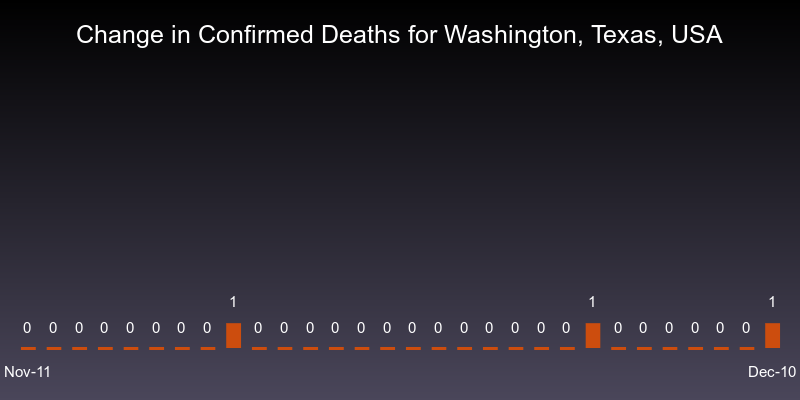 Change in Confirmed Deaths for Washington, Texas, USA
1 1 1
0 0 0 0 0 0 0 0 0 0 0 0 0 0 0 0 0 0 0 0 0 0 0 0 0 0 0
Nov-11 Dec-10